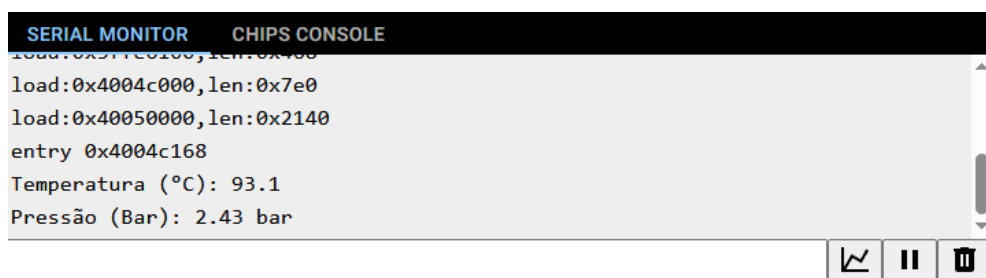 SERIAL MONITOR CHIPS CONSOLE
load:0x4004c000,len:0x7e0
load:0x40050000,len:0x2140
entry 0x4004c168
Temperatura (°C): 93.1
Pressão (Bar): 2.43 bar